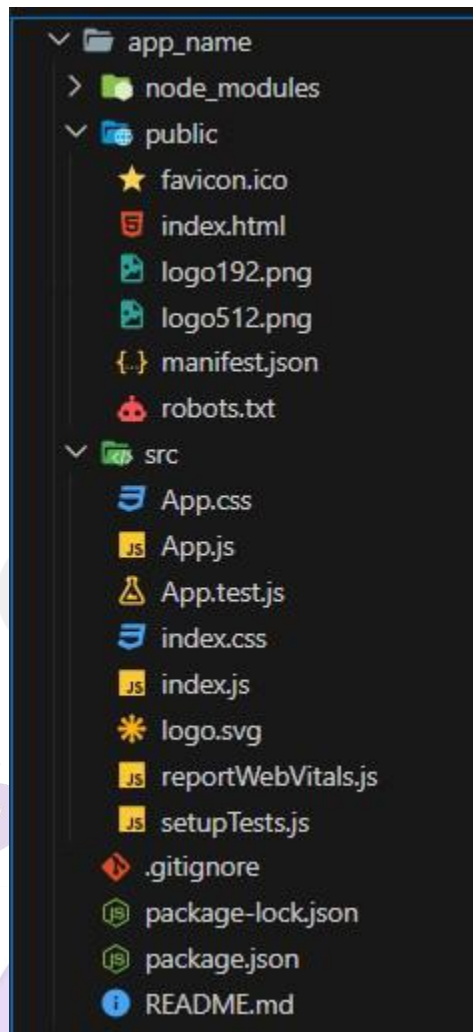 app_name
node_modules
public
favicon.ico
index.html
logo192.png
logo512.png
manifest.json
robots.txt
src
App.css
App.js
App.test.js
index.css
index.js
logo.svg
reportWebVitals.js
setupTests.js
.gitignore
package-lock.json
package.json
README.md